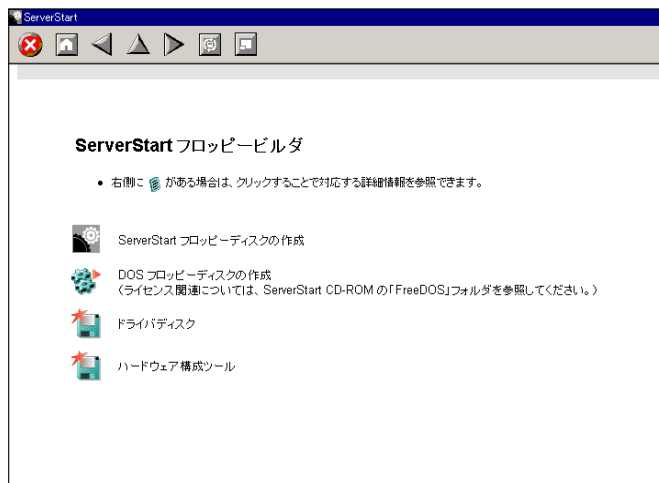 ServerStart
ServerStart フロッピービルダ
• 右側に がある場合は、クリックすることで対応する詳細情報を参照できます。
ServerStart フロッピーディスクの作成
DOS フロッピーディスクの作成
(ライセンス関連については、ServerStart CD-ROM の「FreeDOS」フォルダを参照してください。)
ドライバディスク
ハードウェア構成ツール